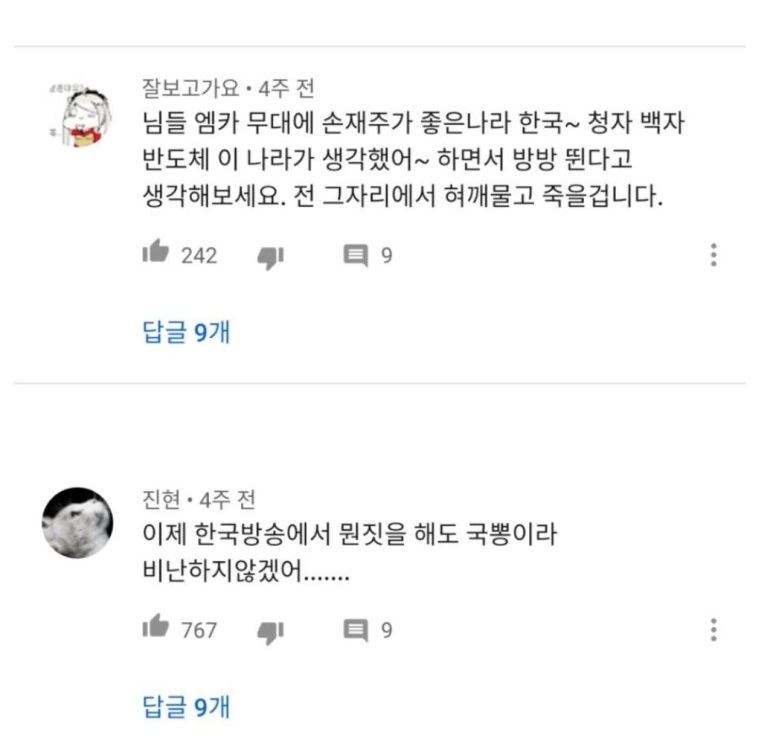 잘보고가요 • 4주 전
님들 엠카 무대에 손재주가 좋은나라 한국~ 청자 백자
반도체 이 나라가 생각했어~ 하면서 방방 뛴다고
생각해보세요. 전 그자리에서 혀깨물고 죽을겁니다.
242 9
답글 9개
진현 • 4주 전
이제 한국방송에서 뭔짓을 해도 국뽕이라
비난하지않겠어.......
767 9
답글 9개